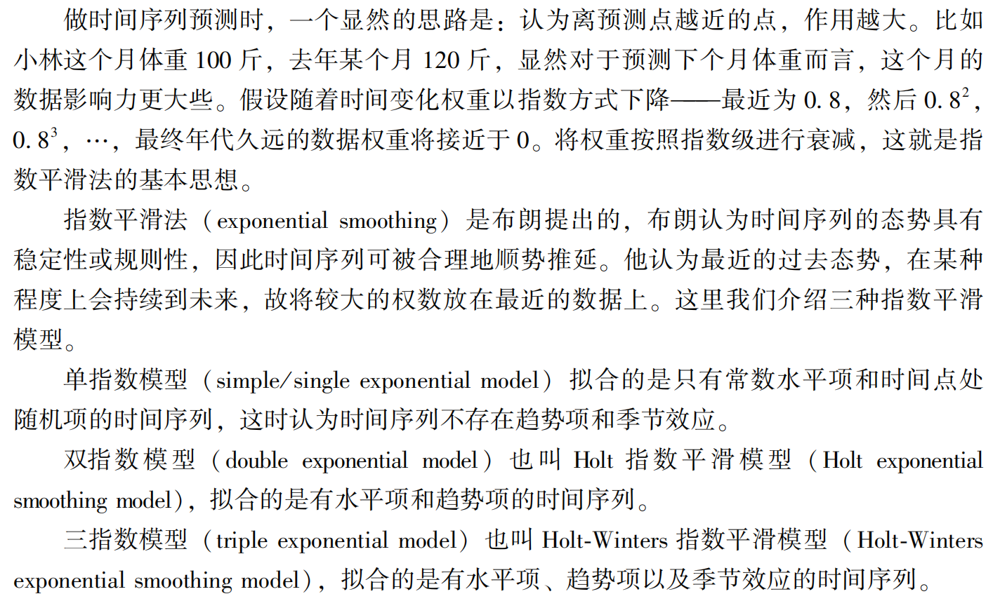 做时间序列预测时，一个显然的思路是：认为离预测点越近的点，作用越大。比如
小林这个月体重 100 斤，去年某个月 120 斤，显然对于预测下个月体重而言，这个月的
数据影响力更大些。假设随着时间变化权重以指数方式下降——最近为 0.8，然后 0.8²，
0.8³，…，最终年代久远的数据权重将接近于 0。将权重按照指数级进行衰减，这就是指
数平滑法的基本思想。
指数平滑法（exponential smoothing）是布朗提出的，布朗认为时间序列的态势具有
稳定性或规则性，因此时间序列可被合理地顺势推延。他认为最近的过去态势，在某种
程度上会持续到未来，故将较大的权数放在最近的数据上。这里我们介绍三种指数平滑
模型。
单指数模型（simple/single exponential model）拟合的是只有常数水平项和时间点处
随机项的时间序列，这时认为时间序列不存在趋势项和季节效应。
双指数模型（double exponential model）也叫 Holt 指数平滑模型（Holt exponential
smoothing model），拟合的是有水平项和趋势项的时间序列。
三指数模型（triple exponential model）也叫 Holt-Winters 指数平滑模型（Holt-Winters
exponential smoothing model），拟合的是有水平项、趋势项以及季节效应的时间序列。